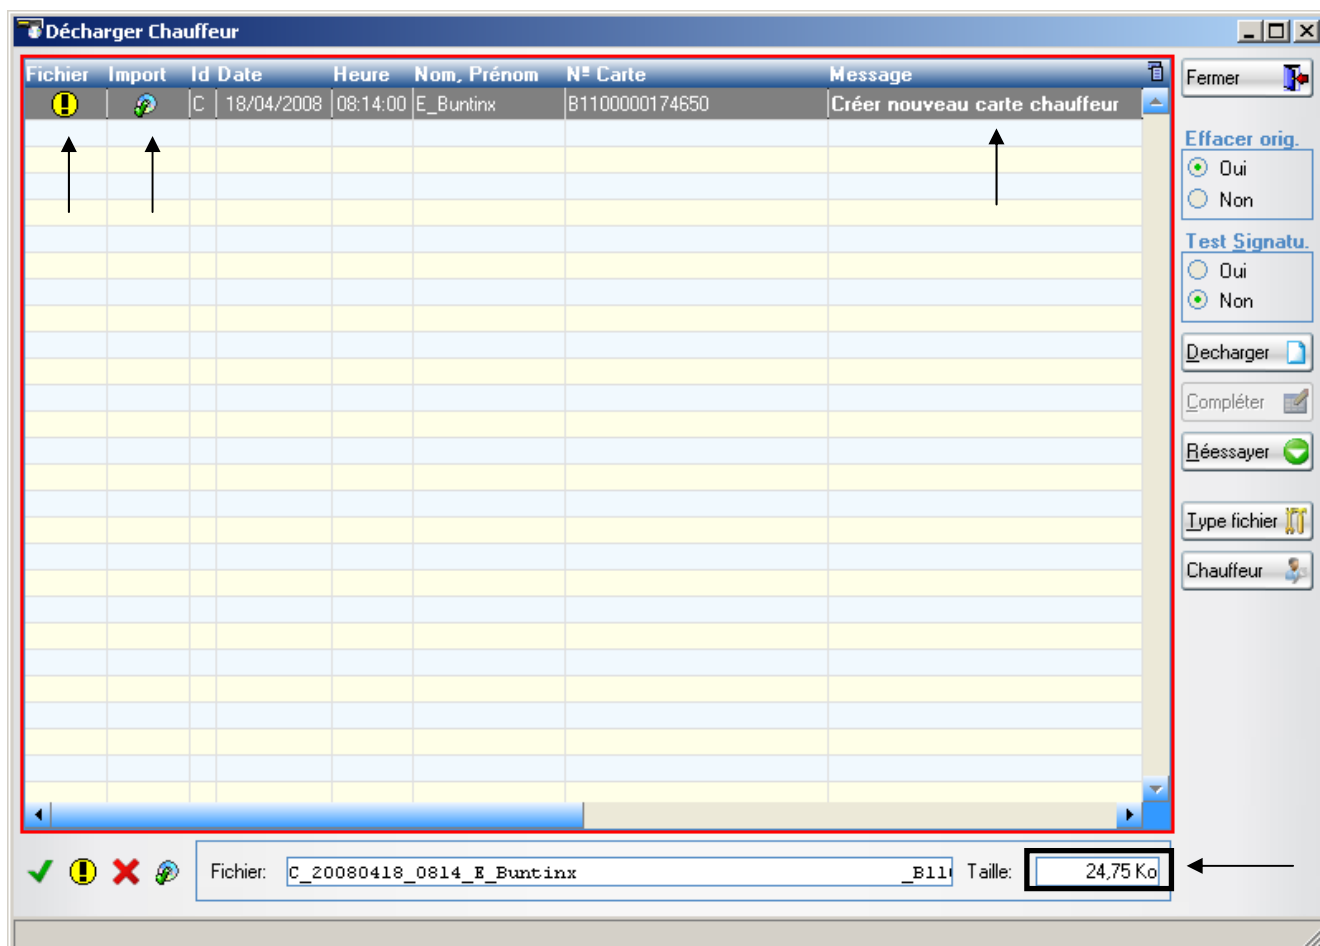 Décharger Chauffeur
Fichier Import Id Date Heure Nom, Prénom Nº Carte Message
C 18/04/2008 08:14:00 E_Buntinx B1100000174650 Créer nouveau carte chauffeur
Fermer
Effacer orig.
Oui
Non
Test Signatu.
Oui
Non
Decharger
Compléter
Réessayer
Type fichier
Chauffeur
Fichier: C_20080418_0814_E_Buntinx _B11 Taille: 24,75 Ko